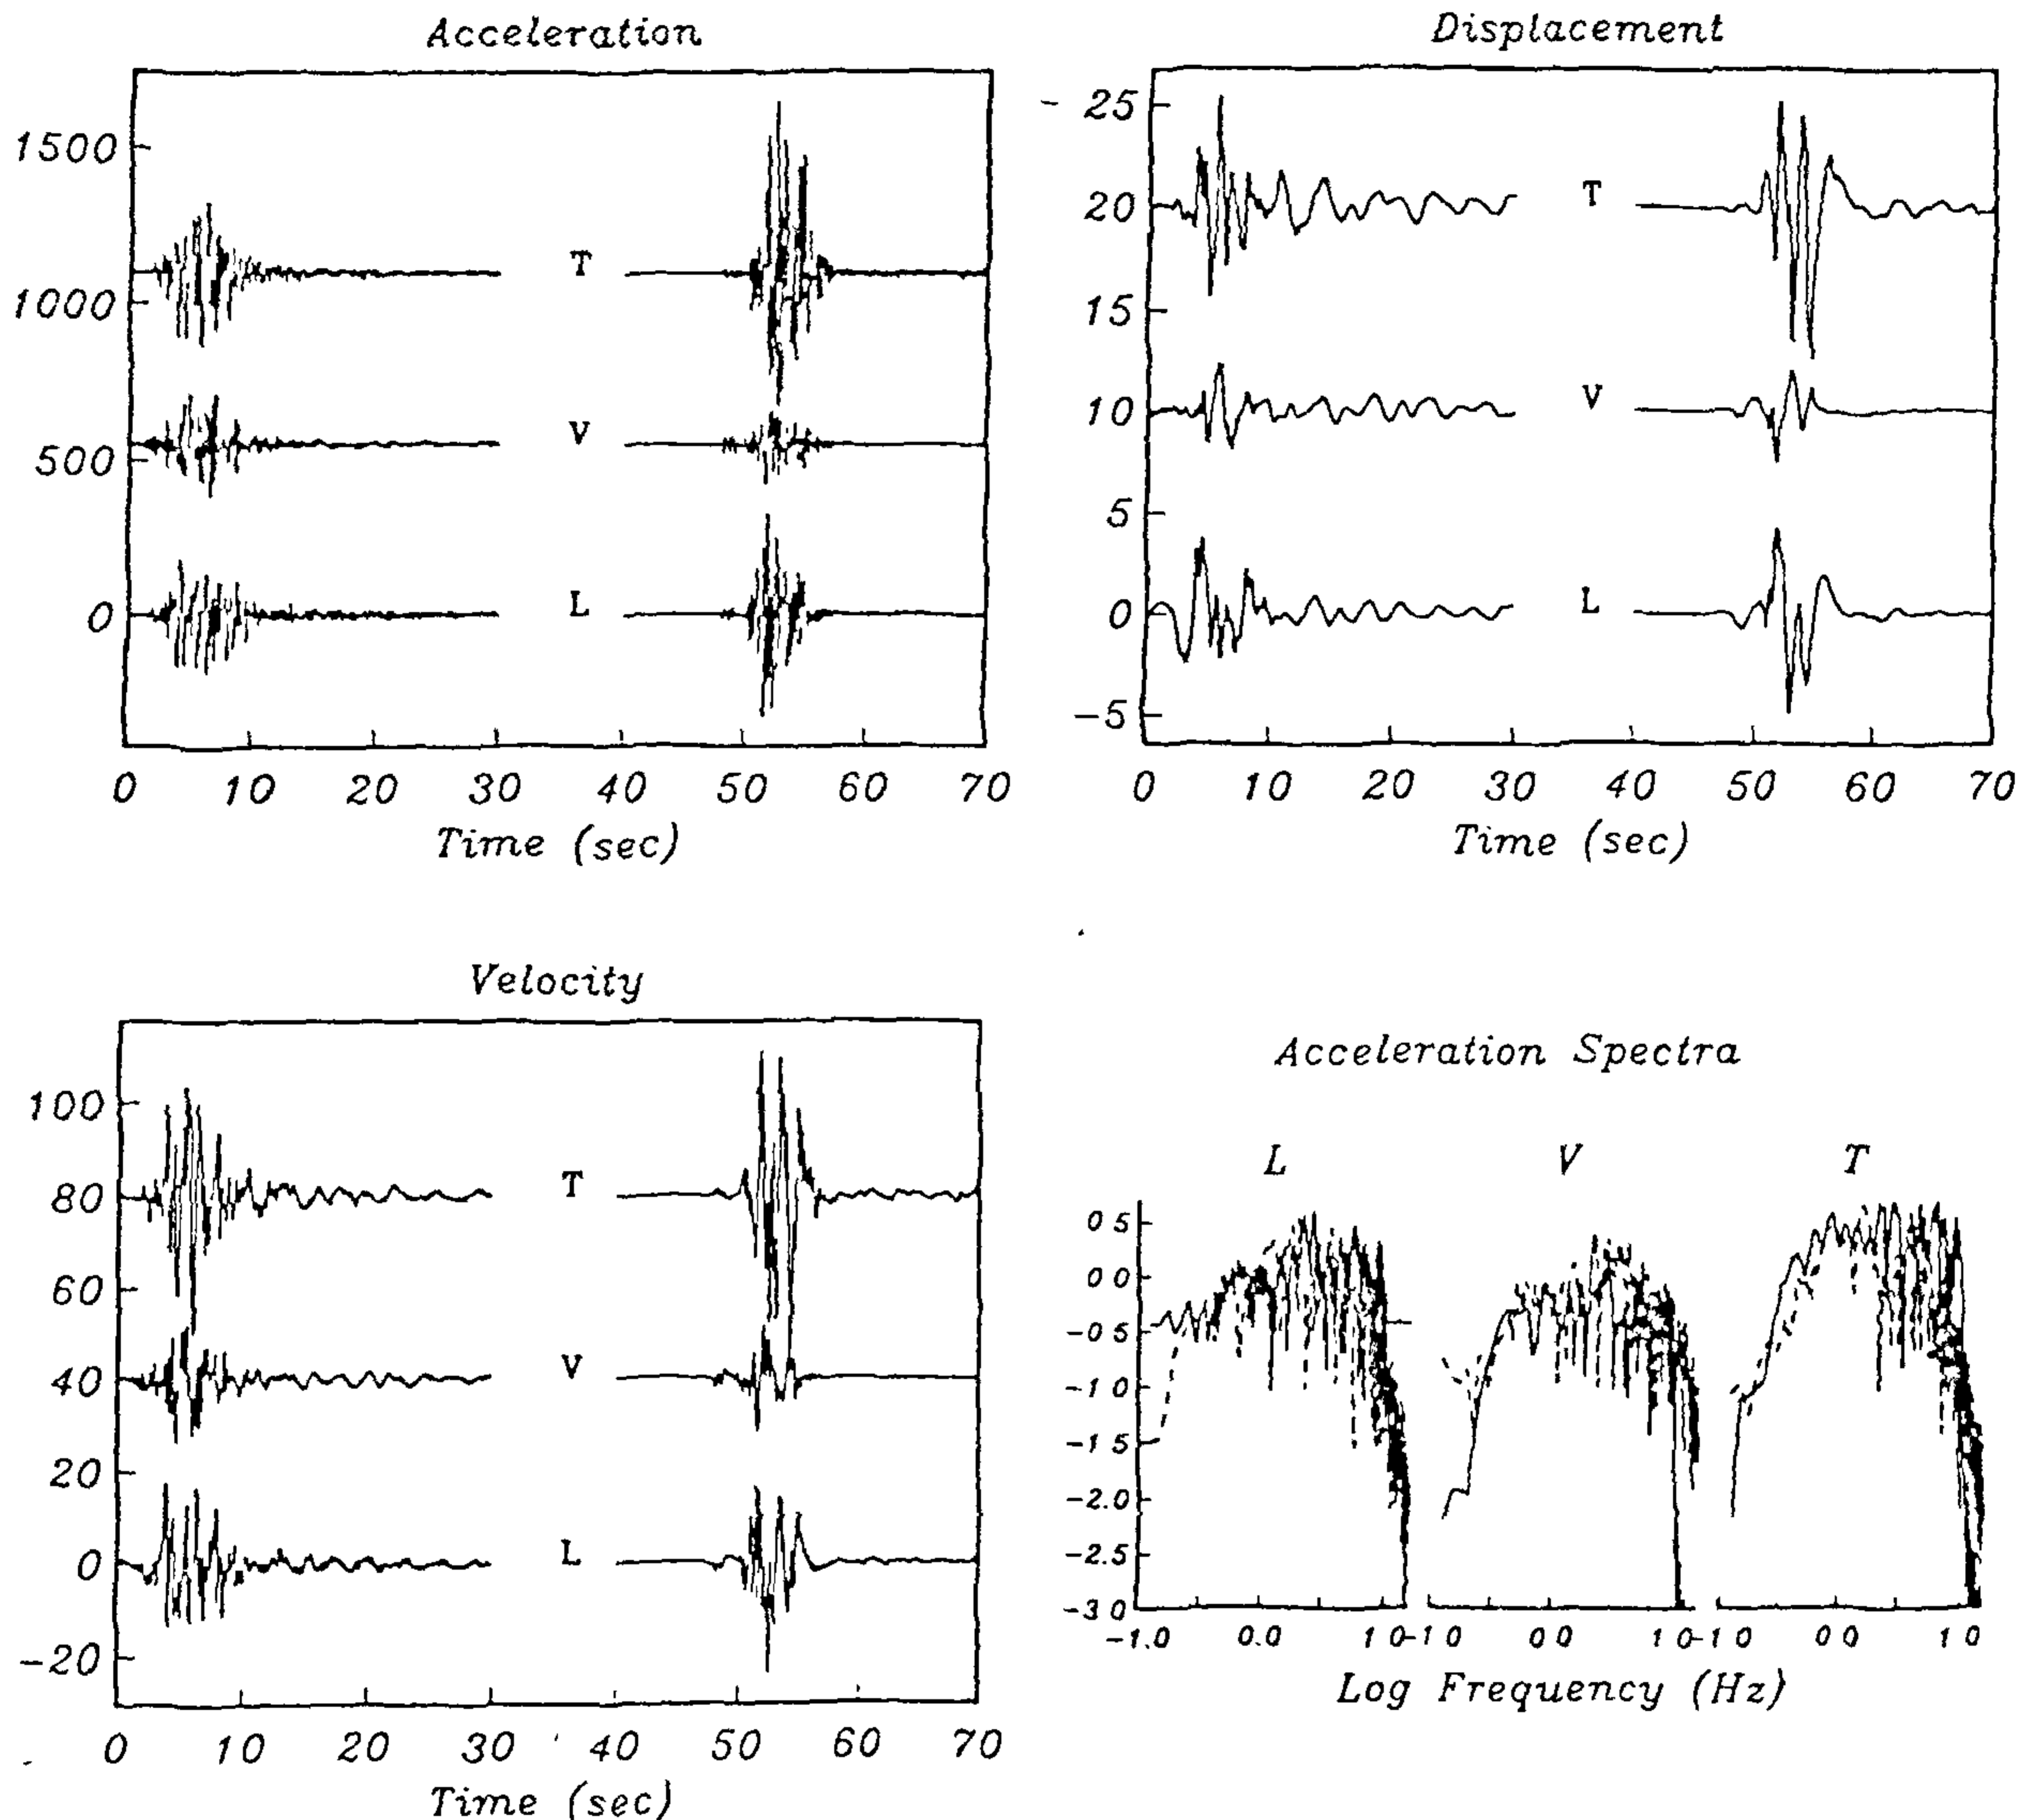 Acceleration
1500
1000
500
0
T
V
L
0 10 20 30 40 50 60 70
Time (sec)
Displacement
- 25
20
15
10
5
0
-5
T
V
L
0 10 20 30 40 50 60 70
Time (sec)
Velocity
100
80
60
40
20
0
-20
T
V
L
0 10 20 30 40 50 60 70
Time (sec)
Acceleration Spectra
L V T
0 5
0 0
-0 5
-1 0
-1 5
-2.0
-2.5
-3 0
-1.0 0.0 1 0-1 0 0 0 1 0-1 0 0 0 1 0
Log Frequency (Hz)